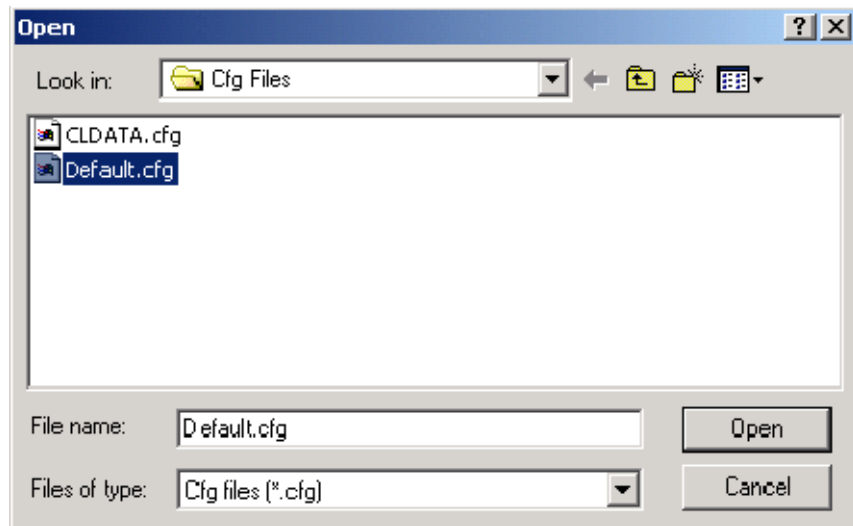 Open
Look in: Cfg Files
CLDATA.cfg
Default.cfg
File name: Default.cfg Open
Files of type: Cfg files (*.cfg) Cancel